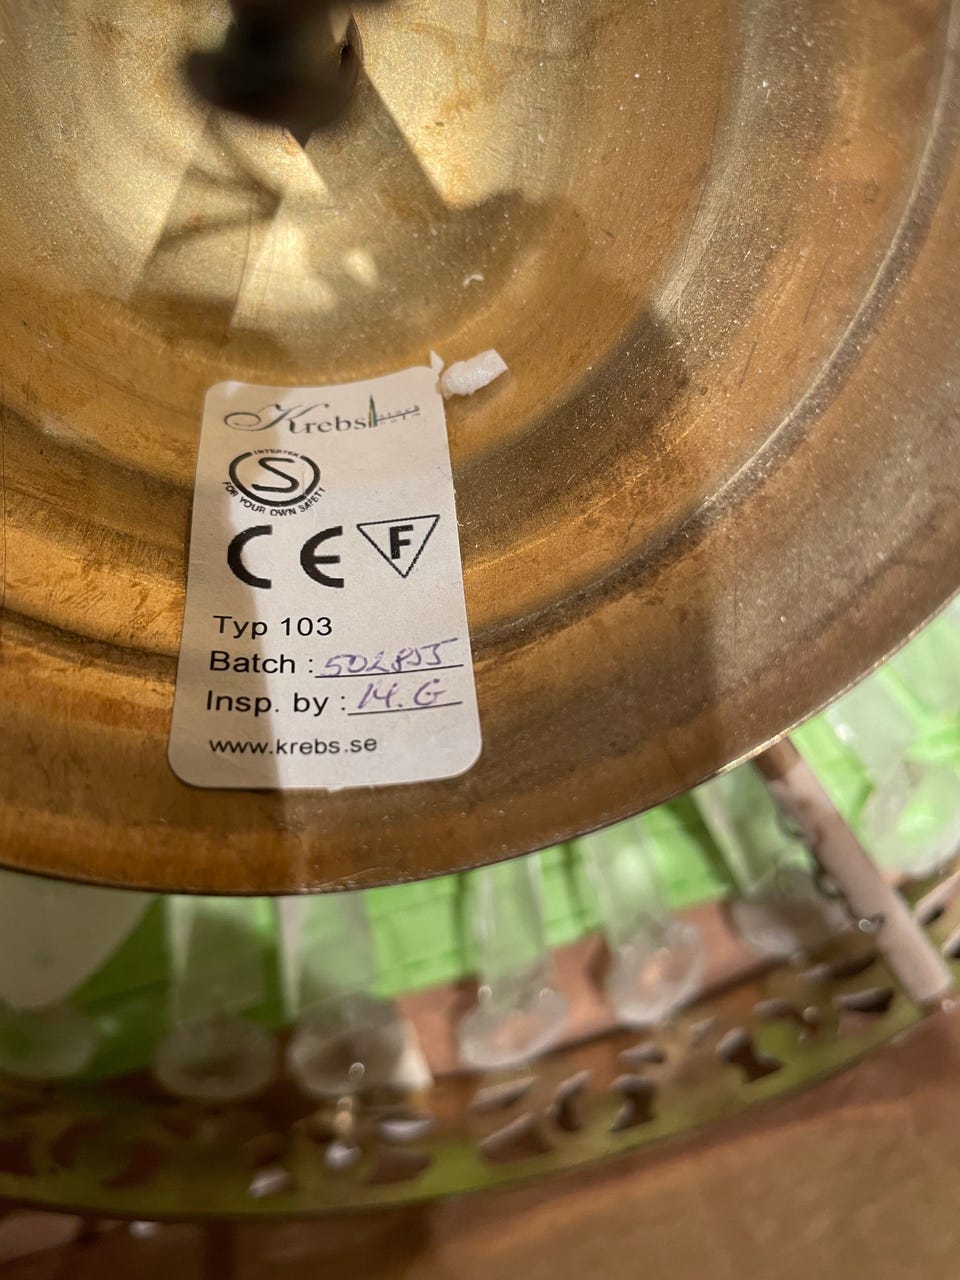 Krebs
INTERTEK
S
FOR YOUR OWN SAFETY
CE F
Typ 103
Batch : 502855
Insp. by : M. G
www.krebs.se